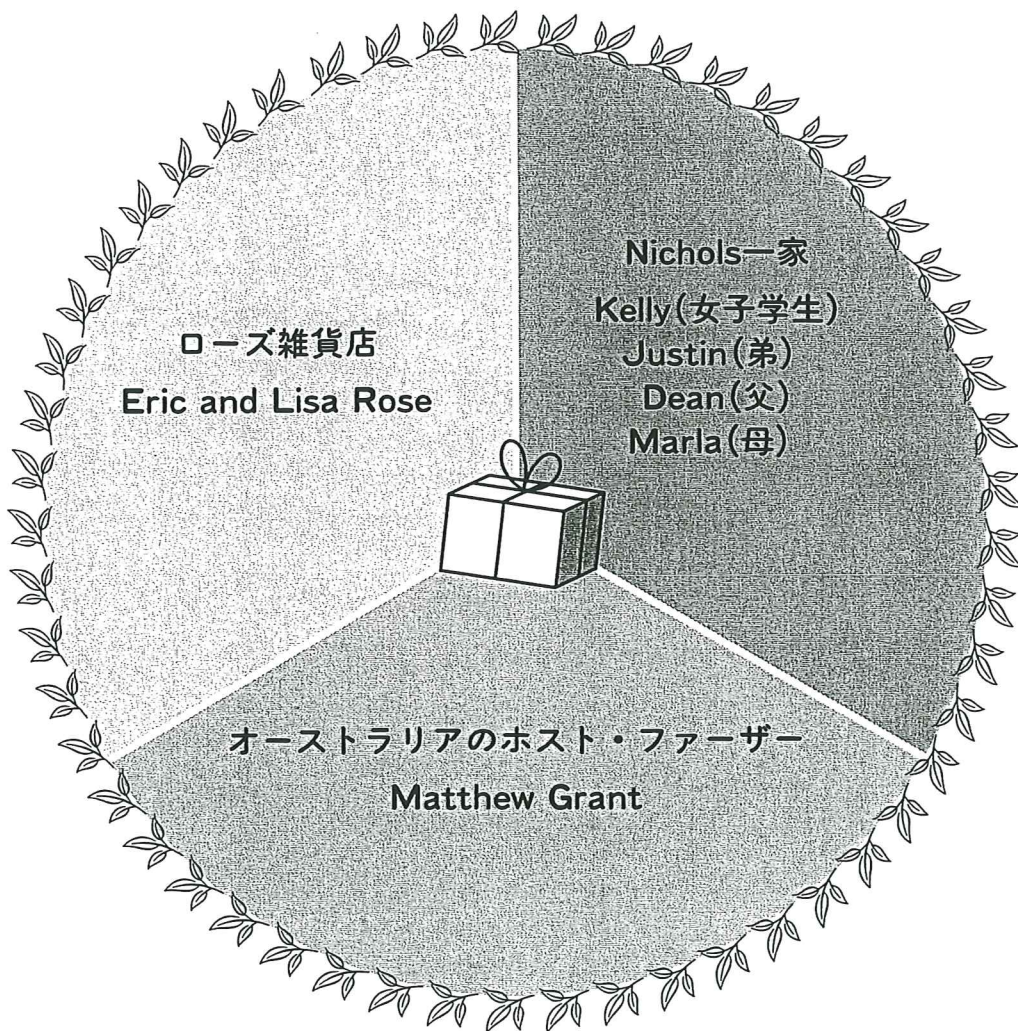 ローズ雑貨店
Eric and Lisa Rose
Nichols一家
Kelly(女子学生)
Justin(弟)
Dean(父)
Marla(母)
オーストラリアのホスト・ファーザー
Matthew Grant